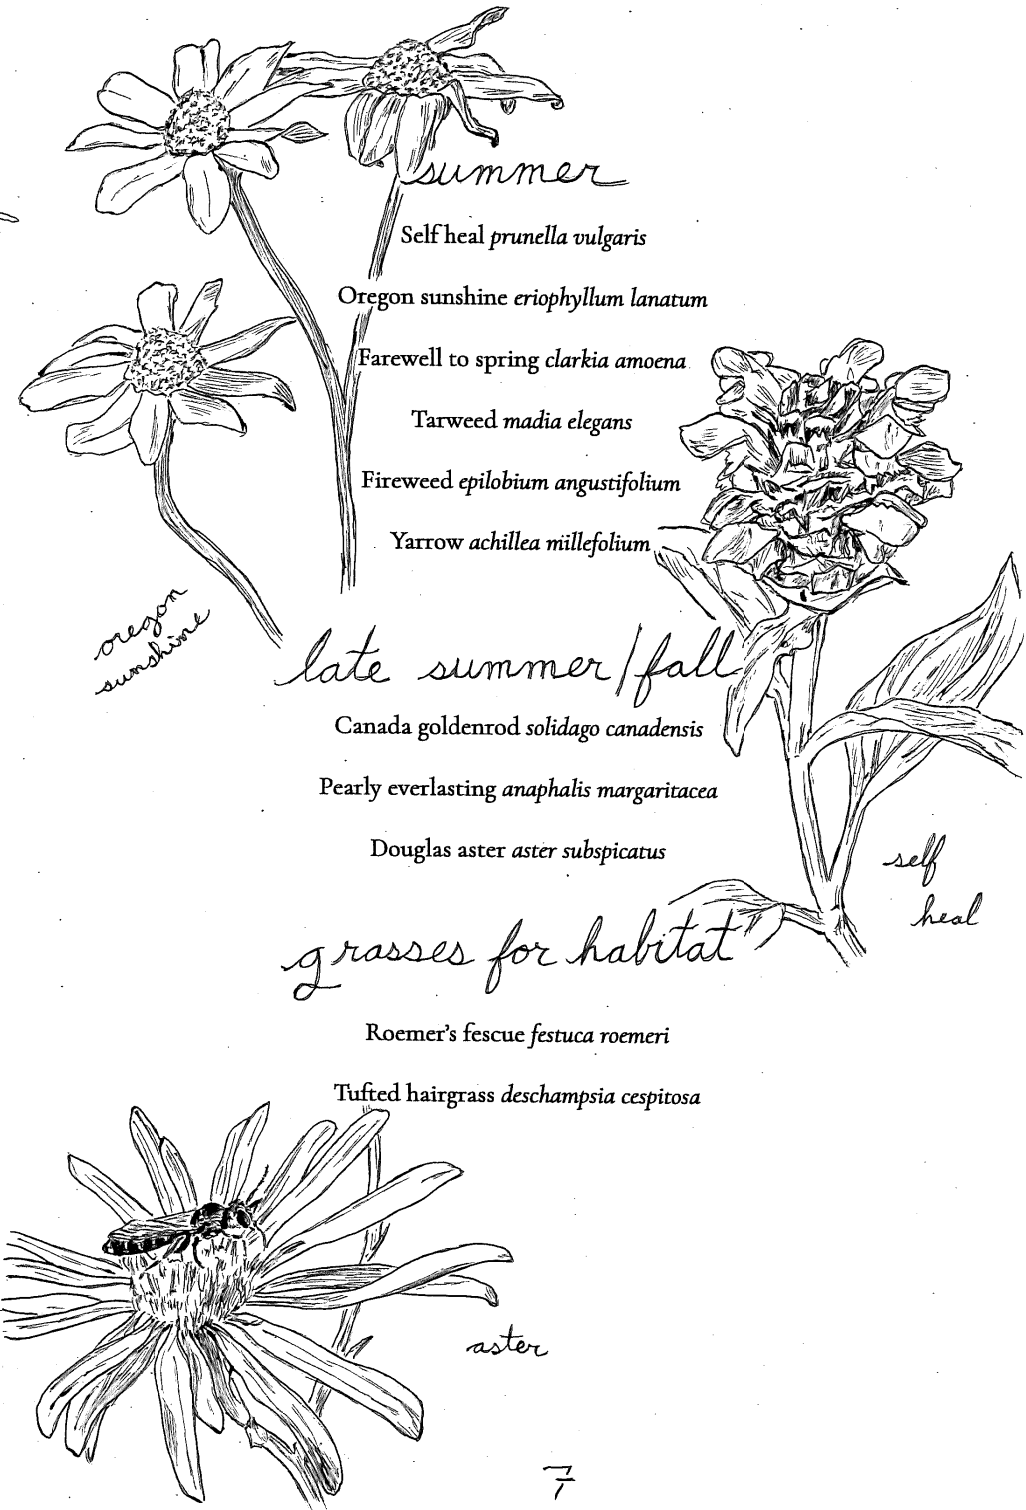 summer
Self heal prunella vulgaris
Oregon sunshine eriophyllum lanatum
Farewell to spring clarkia amoena
Tarweed madia elegans
Fireweed epilobium angustifolium
Yarrow achillea millefolium
oregon
sunshine
late summer/fall
Canada goldenrod solidago canadensis
Pearly everlasting anaphalis margaritacea
Douglas aster aster subspicatus
self
heal
grasses for habitat
Roemer's fescue festuca roemeri
Tufted hairgrass deschampsia cespitosa
aster
7